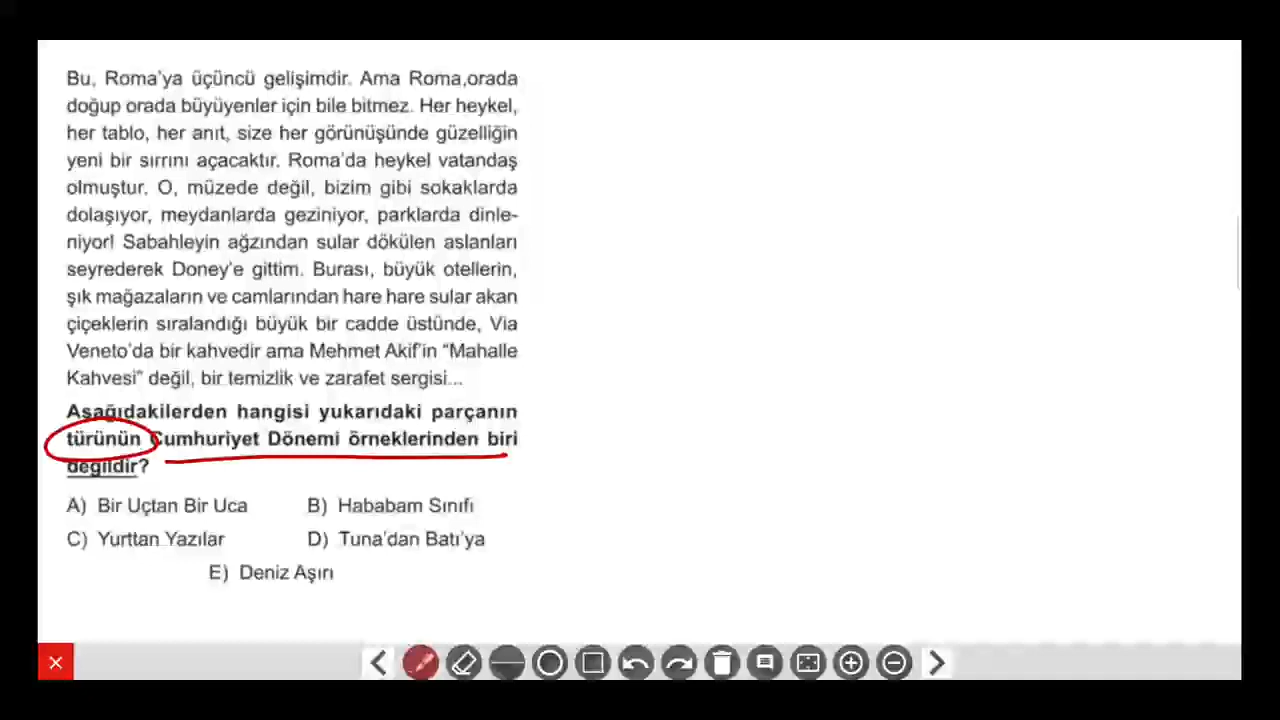 Bu, Roma'ya üçüncü gelişimdir. Ama Roma,orada
doğup orada büyüyenler için bile bitmez. Her heykel,
her tablo, her anıt, size her görünüşünde güzelliğin
yeni bir sırrını açacaktır. Roma'da heykel vatandaş
olmuştur. O, müzede değil, bizim gibi sokaklarda
dolaşıyor, meydanlarda geziniyor, parklarda dinle-
niyor! Sabahleyin ağzından sular dökülen aslanları
seyrederek Doney'e gittim. Burası, büyük otellerin,
şık mağazaların ve camlarından hare hare sular akan
çiçeklerin sıralandığı büyük bir cadde üstünde, Via
Veneto'da bir kahvedir ama Mehmet Akif'in “Mahalle
Kahvesi” değil, bir temizlik ve zarafet sergisi...
Aşağıdakilerden hangisi yukarıdaki parçanın
türünün Cumhuriyet Dönemi örneklerinden biri
değildir?
A) Bir Uçtan Bir Uca B) Hababam Sınıfı
C) Yurttan Yazılar D) Tuna'dan Batı'ya
E) Deniz Aşırı